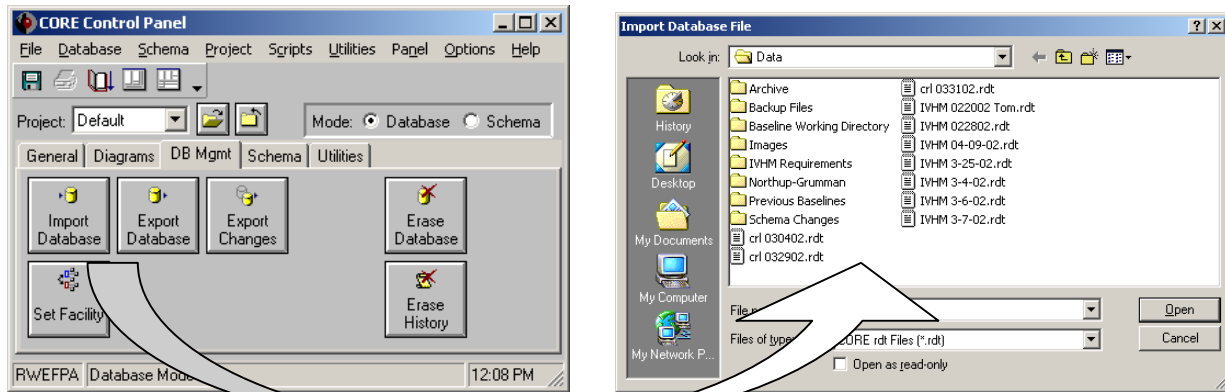 CORE Control Panel
File Database Schema Project Scripts Utilities Panel Options Help
Project: Default Mode: Database Schema
General Diagrams DB Mgmt Schema Utilities
Import Database
Export Database
Export Changes
Erase Database
Set Facility
Erase History
RWEFPA Database Mode 12:08 PM
Import Database File
Look in: Data
History
Desktop
My Documents
My Computer
My Network P...
Archive
Backup Files
Baseline Working Directory
Images
IVHM Requirements
Northup-Grumman
Previous Baselines
Schema Changes
crl 030402.rdt
crl 032902.rdt
crl 033102.rdt
IVHM 022002 Tom.rdt
IVHM 022802.rdt
IVHM 04-09-02.rdt
IVHM 3-25-02.rdt
IVHM 3-4-02.rdt
IVHM 3-6-02.rdt
IVHM 3-7-02.rdt
File
Open
Files of type: CORE rdt Files (*.rdt)
Cancel
Open as read-only